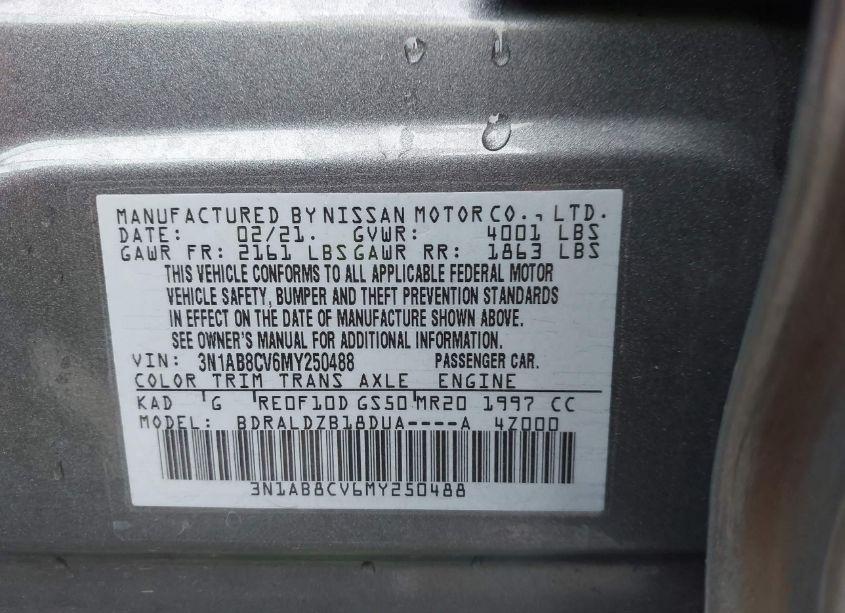 MANUFACTURED BY NISSAN MOTOR CO., LTD.
DATE: 02/21. GVWR: 4001 LBS
GAWR FR: 2161 LBS GAWR RR: 1863 LBS
THIS VEHICLE CONFORMS TO ALL APPLICABLE FEDERAL MOTOR
VEHICLE SAFETY, BUMPER AND THEFT PREVENTION STANDARDS
IN EFFECT ON THE DATE OF MANUFACTURE SHOWN ABOVE.
SEE OWNER'S MANUAL FOR ADDITIONAL INFORMATION.
VIN: 3N1AB8CV6MY250488 PASSENGER CAR.
COLOR TRIM TRANS AXLE ENGINE
KAD 'G 'RE0F10D GS50 MR20 1997 CC
MODEL: BDRALDZB18DUA----A 4Z000
3N1AB8CV6MY250488